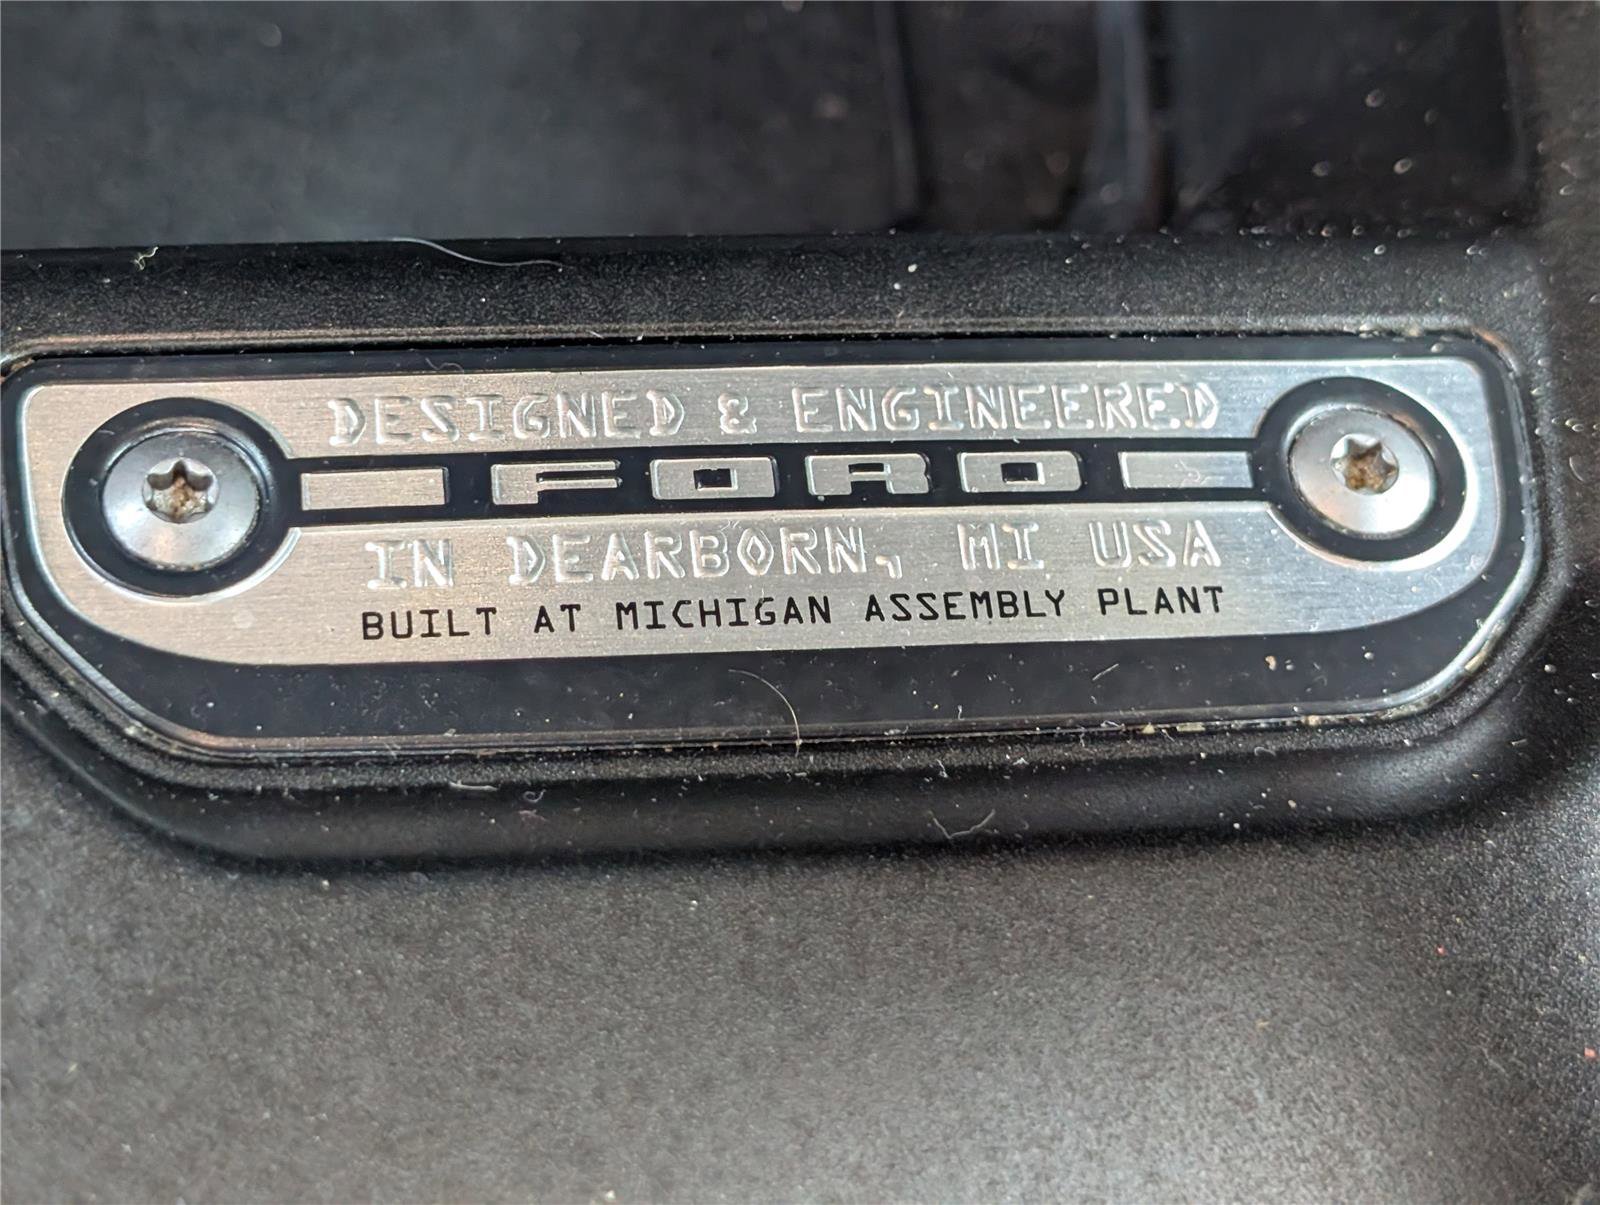 DESIGNED & ENGINEERED
FORD
IN DEARBORN, MI USA
BUILT AT MICHIGAN ASSEMBLY PLANT